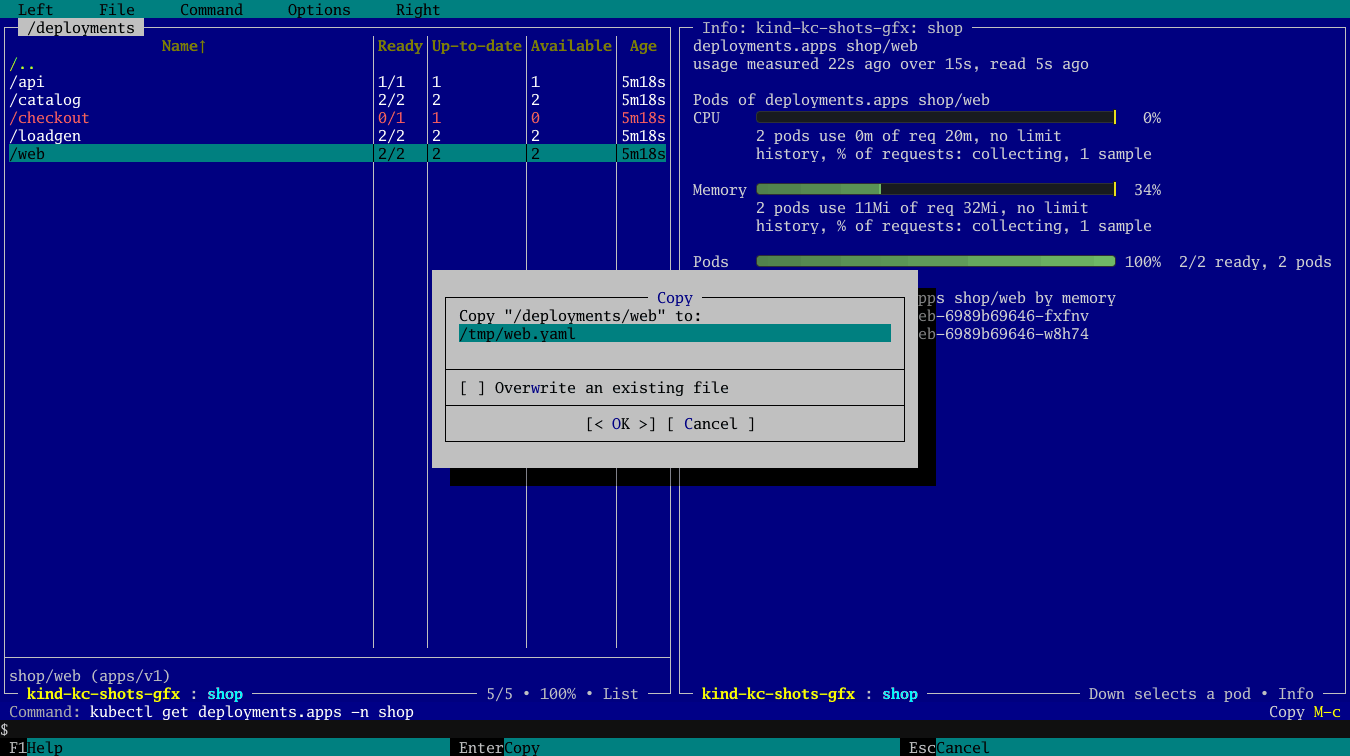 Left File Command Options Right
/deployments
Name↑ Ready Up-to-date Available Age
/..
/api 1/1 1 1 5m18s
/catalog 2/2 2 2 5m18s
/checkout 0/1 1 0 5m18s
/loadgen 2/2 2 2 5m18s
/web 2/2 2 2 5m18s
shop/web (apps/v1)
kind-kc-shots-gfx : shop 5/5 • 100% • List
Info: kind-kc-shots-gfx: shop
deployments.apps shop/web
usage measured 22s ago over 15s, read 5s ago
Pods of deployments.apps shop/web
CPU 0%
2 pods use 0m of req 20m, no limit
history, % of requests: collecting, 1 sample
Memory 34%
2 pods use 11Mi of req 32Mi, no limit
history, % of requests: collecting, 1 sample
Pods 100% 2/2 ready, 2 pods
shop/web by memory
-6989b69646-fxfnv
-6989b69646-w8h74
kind-kc-shots-gfx : shop Down selects a pod • Info
Copy
Copy "/deployments/web" to:
/tmp/web.yaml
[ ] Overwrite an existing file
[< OK >] [ Cancel ]
Command: kubectl get deployments.apps -n shop Copy M-c
$
F1Help EnterCopy EscCancel